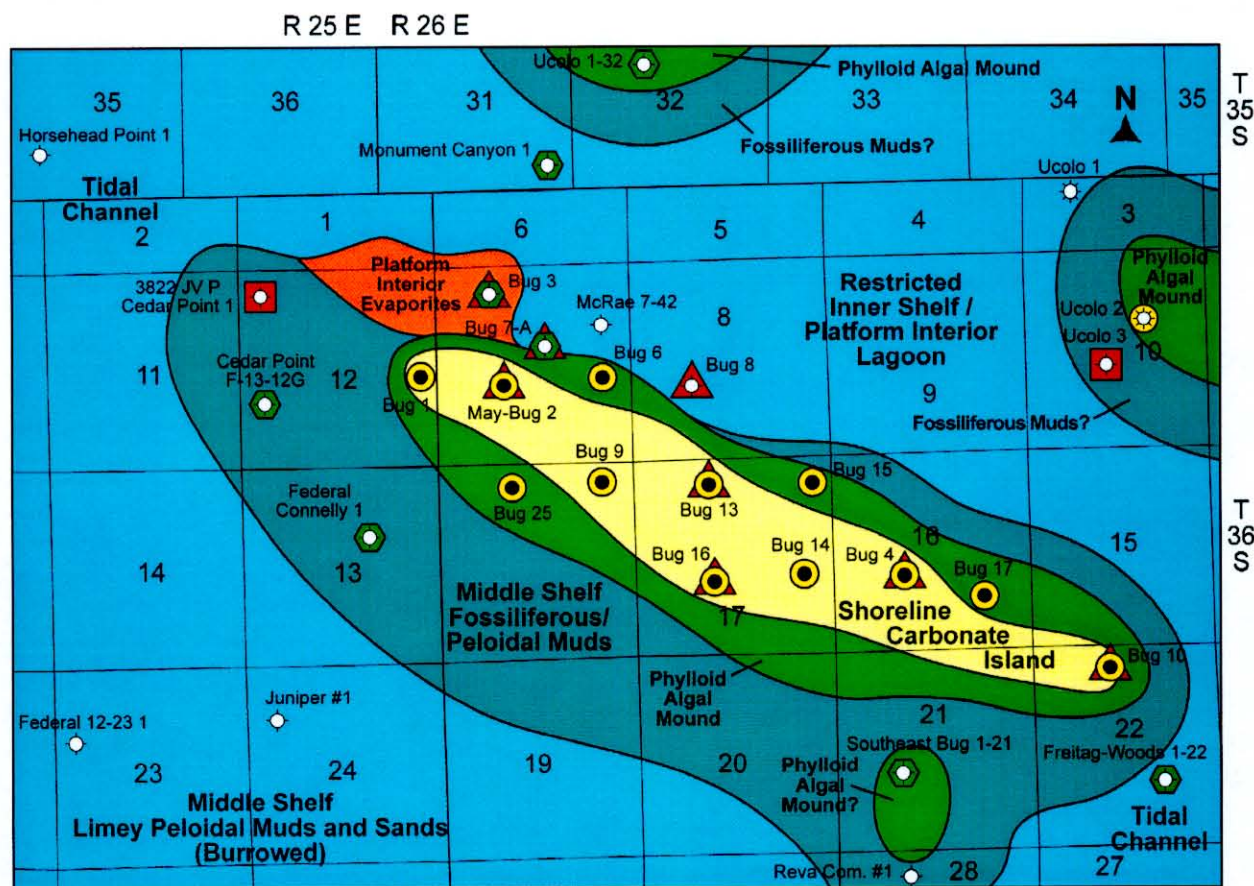 R 25 E R 26 E
T
35
S
35
36
31
32
33
34
35
N
Ucolo 1-32
Phylloid Algal Mound
Fossiliferous Muds?
Horsehead Point 1
Monument Canyon 1
Ucolo 1
Tidal
Channel
2
1
6
5
4
3
Platform
Interior
Evaporites
Bug 3
3822 JV P
Cedar Point 1
Bug 7-A
McRae 7-42
8
Restricted
Inner Shelf /
Platform Interior
Lagoon
Phylloid
Algal
Mound
Ucolo 2
Ucolo 3
10
Cedar Point
F-13-12G
11
12
Bug 1
May-Bug 2
Bug 6
Bug 8
9
Fossiliferous Muds?
Bug 9
Bug 25
Bug 13
Bug 15
Federal
Connelly 1
T
36
S
14
13
Bug 16
Bug 14
Bug 4
16
Bug 17
15
Middle Shelf
Fossiliferous/
Peloidal Muds
17
Shoreline
Carbonate
Island
Bug 10
Phylloid
Algal
Mound
Juniper #1
Federal 12-23 1
21
22
Southeast Bug 1-21
Freitag-Woods 1-22
23
24
19
20
Phylloid
Algal
Mound?
Middle Shelf
Limey Peloidal Muds and Sands
(Burrowed)
Tidal
Channel
Reva Com. #1
28
27